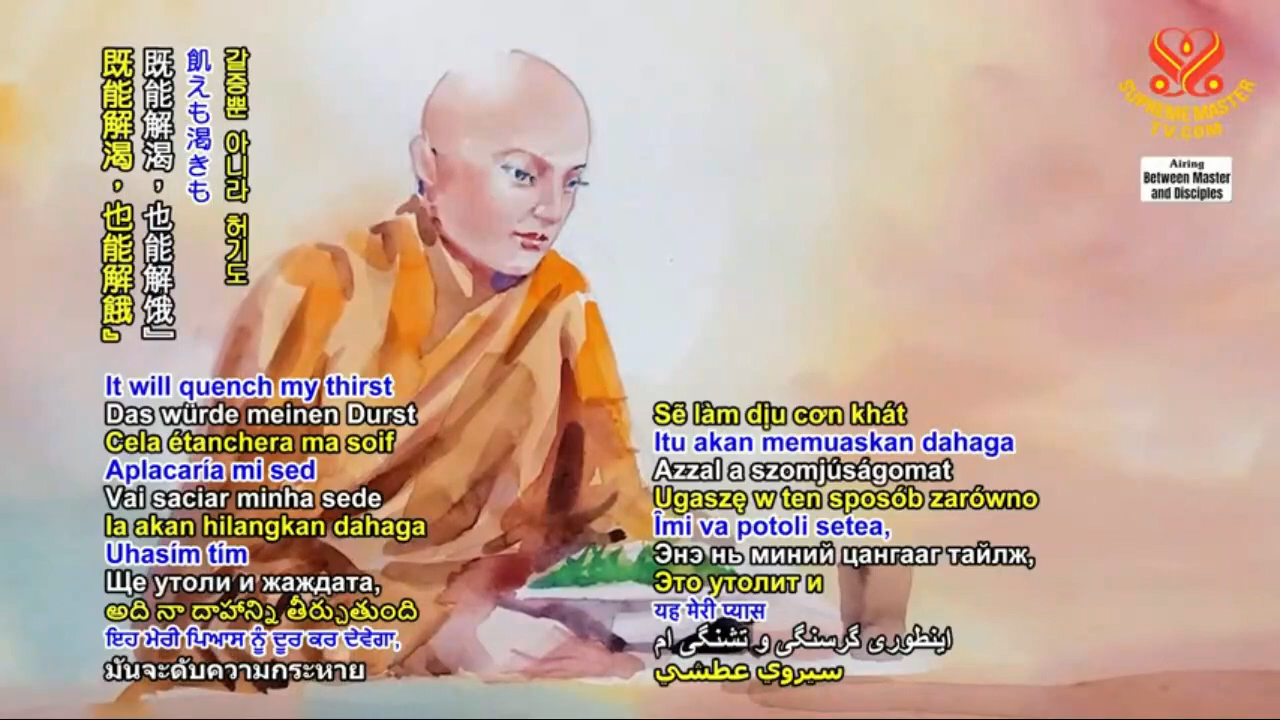 갈증뿐 아니라 허기도
飢えも渇きも
既能解渴，也能解饿』
既能解渴，也能解餓』
SUPREME MASTER
TV.COM
Airing
Between Master
and Disciples
It will quench my thirst
Das würde meinen Durst
Cela étanchera ma soif
Aplacaría mi sed
Vai saciar minha sede
Ia akan hilangkan dahaga
Uhasím tím
Ще утоли и жаждата,
అది నా దాహాన్ని తీర్చుతుంది
ਇਹ ਮੇਰੀ ਪਿਆਸ ਨੂੰ ਦੂਰ ਕਰ ਦੇਵੇਗਾ,
มันจะดับความกระหาย
Sẽ làm dịu cơn khát
Itu akan memuaskan dahaga
Azzal a szomjúságomat
Ugaszę w ten sposób zarówno
Îmi va potoli setea,
Энэ нь миний цангааг тайлж,
Это утолит и
यह मेरी प्यास
اینطوری گرسنگی و تشنگی ام
سيروي عطشي